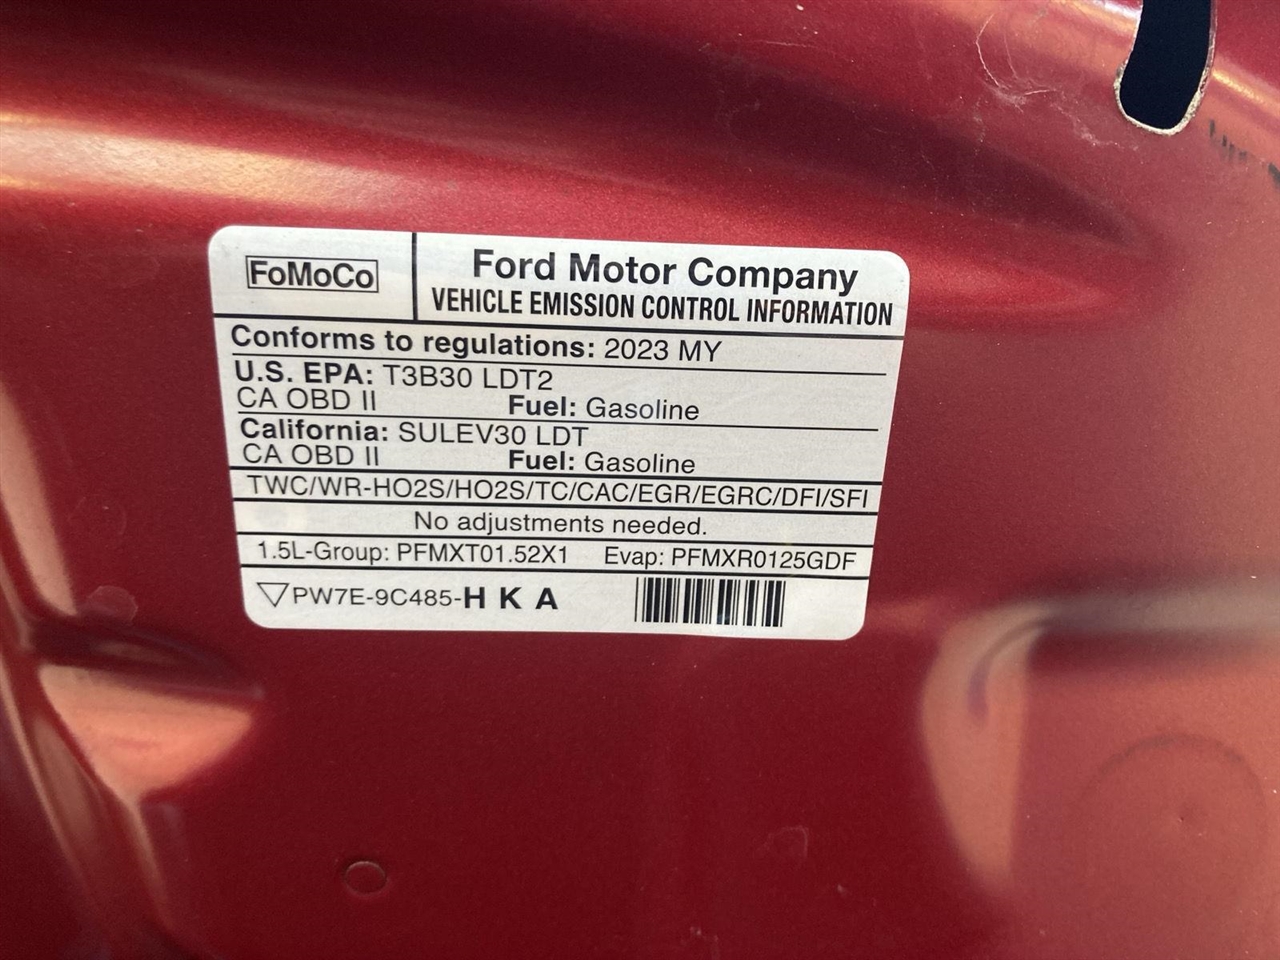 FoMoCo
Ford Motor Company
VEHICLE EMISSION CONTROL INFORMATION
Conforms to regulations: 2023 MY
U.S. EPA: T3B30 LDT2
CA OBD II Fuel: Gasoline
California: SULEV30 LDT
CA OBD II Fuel: Gasoline
TWC/WR-HO2S/HO2S/TC/CAC/EGR/EGRC/DFI/SFI
No adjustments needed.
1.5L-Group: PFMXT01.52X1 Evap: PFMXR0125GDF
PW7E-9C485-H K A